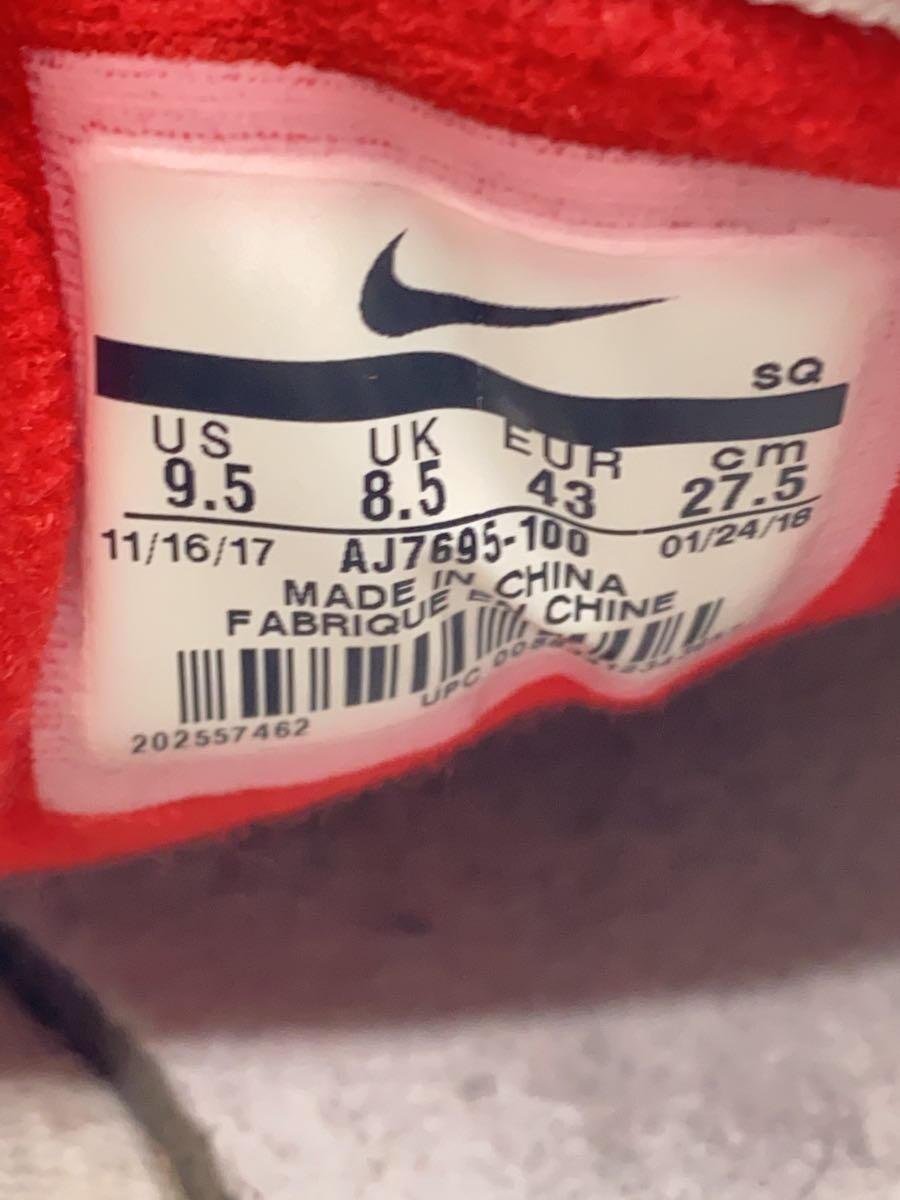 SQ
US UK EUR cm
9.5 8.5 43 27.5
11/16/17 AJ7695-100 01/24/18
MADE IN CHINA
FABRIQUE EN CHINE
UPC
202557462